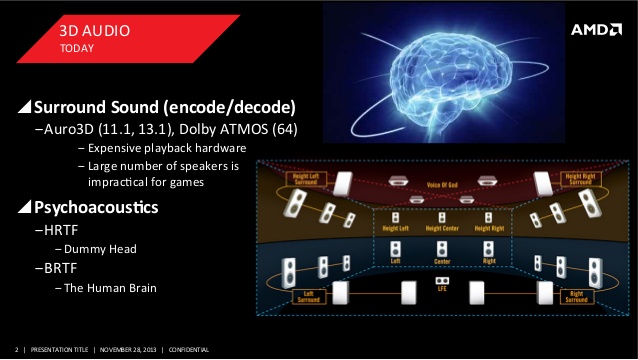 3D AUDIO
TODAY
AMD
Surround Sound (encode/decode)
–Auro3D (11.1, 13.1), Dolby ATMOS (64)
– Expensive playback hardware
– Large number of speakers is
impractical for games
Psychoacoustics
–HRTF
– Dummy Head
–BRTF
– The Human Brain
Height Left
Surround
Voice Of God
Height Right
Surround
Height Left
Height Center
Height Right
Left
Center
Right
Left
Surround
LFE
Right
Surround
2 | PRESENTATION TITLE | NOVEMBER 28, 2013 | CONFIDENTIAL